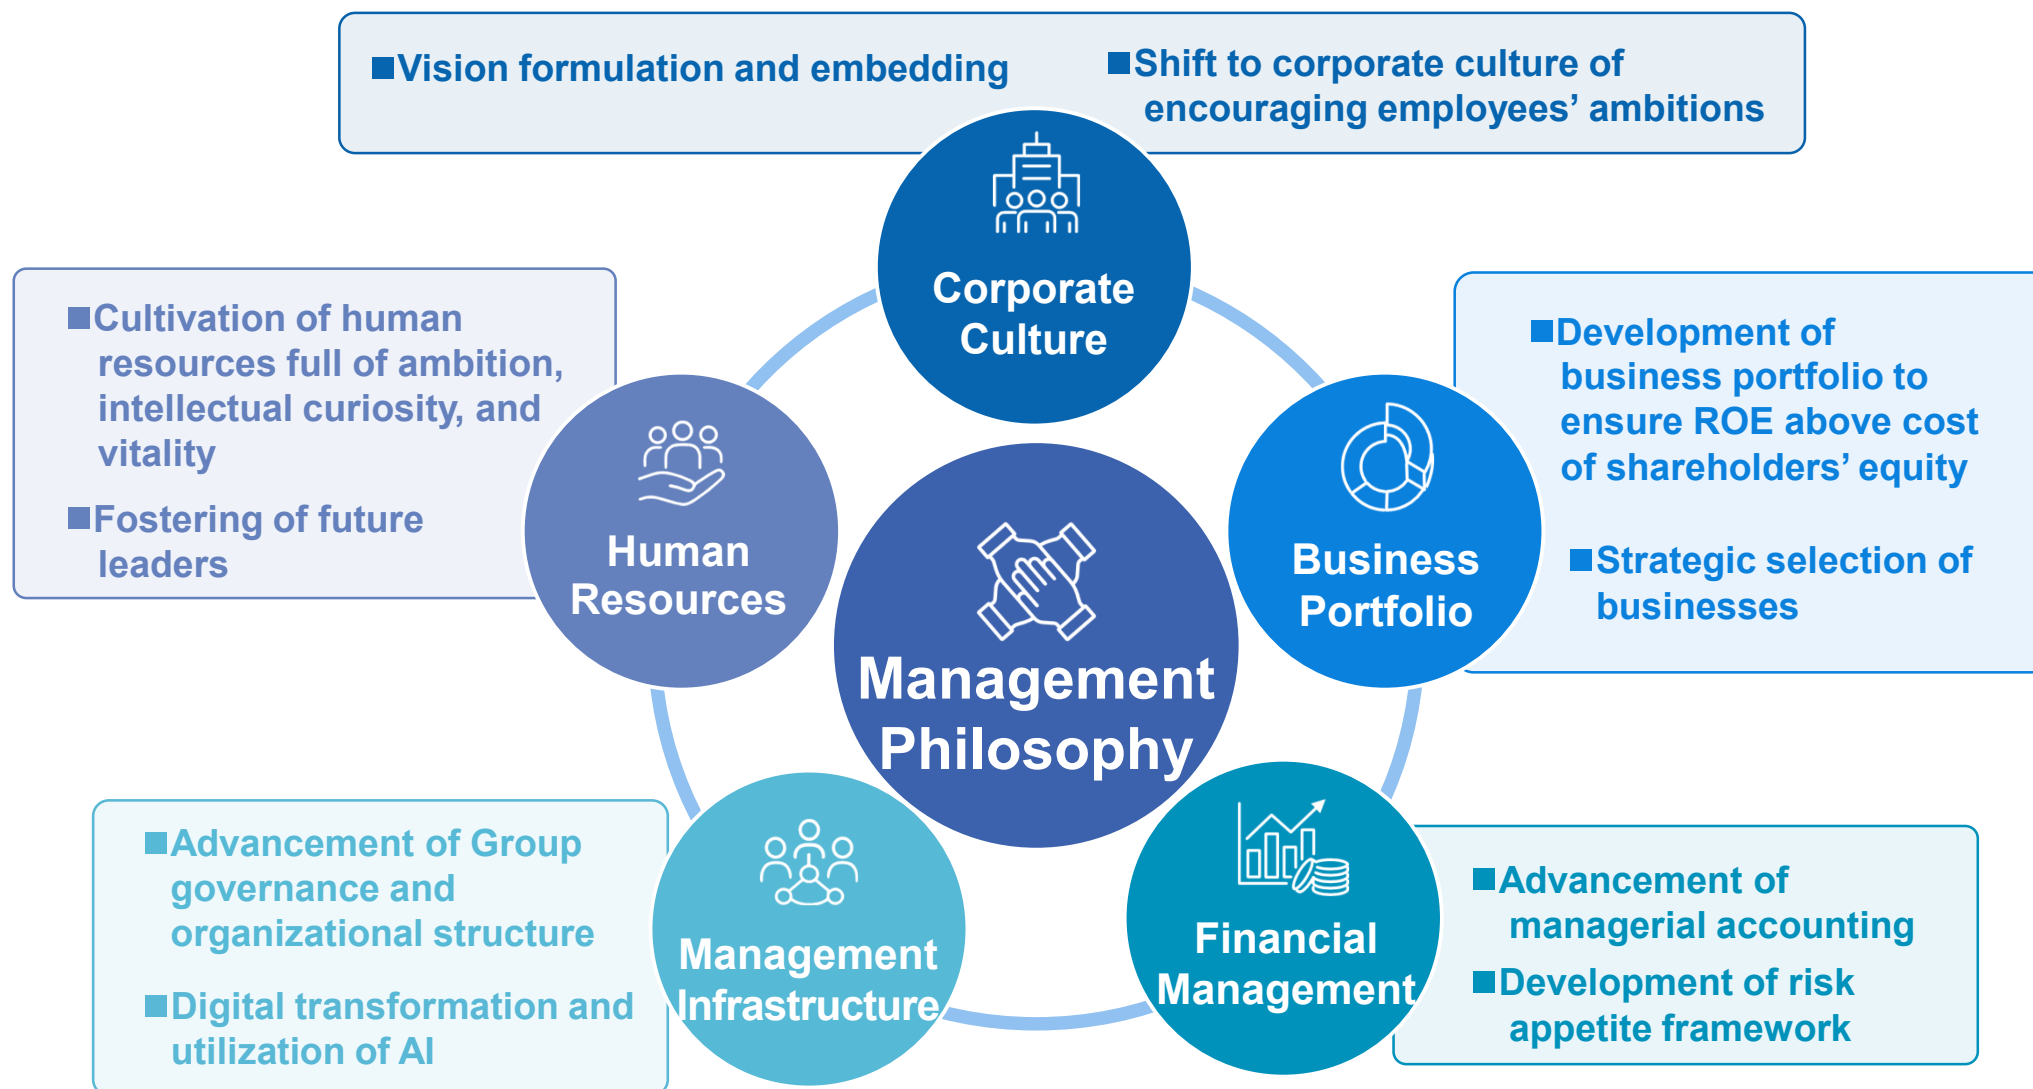 ■Vision formulation and embedding
■Shift to corporate culture of
encouraging employees’ ambitions
Corporate
Culture
■Cultivation of human
resources full of ambition,
intellectual curiosity, and
vitality
■Fostering of future
leaders
Human
Resources
■Development of
business portfolio to
ensure ROE above cost
of shareholders’ equity
■Strategic selection of
businesses
Business
Portfolio
Management
Philosophy
■Advancement of Group
governance and
organizational structure
■Digital transformation and
utilization of AI
Management
Infrastructure
Financial
Management
■Advancement of
managerial accounting
■Development of risk
appetite framework